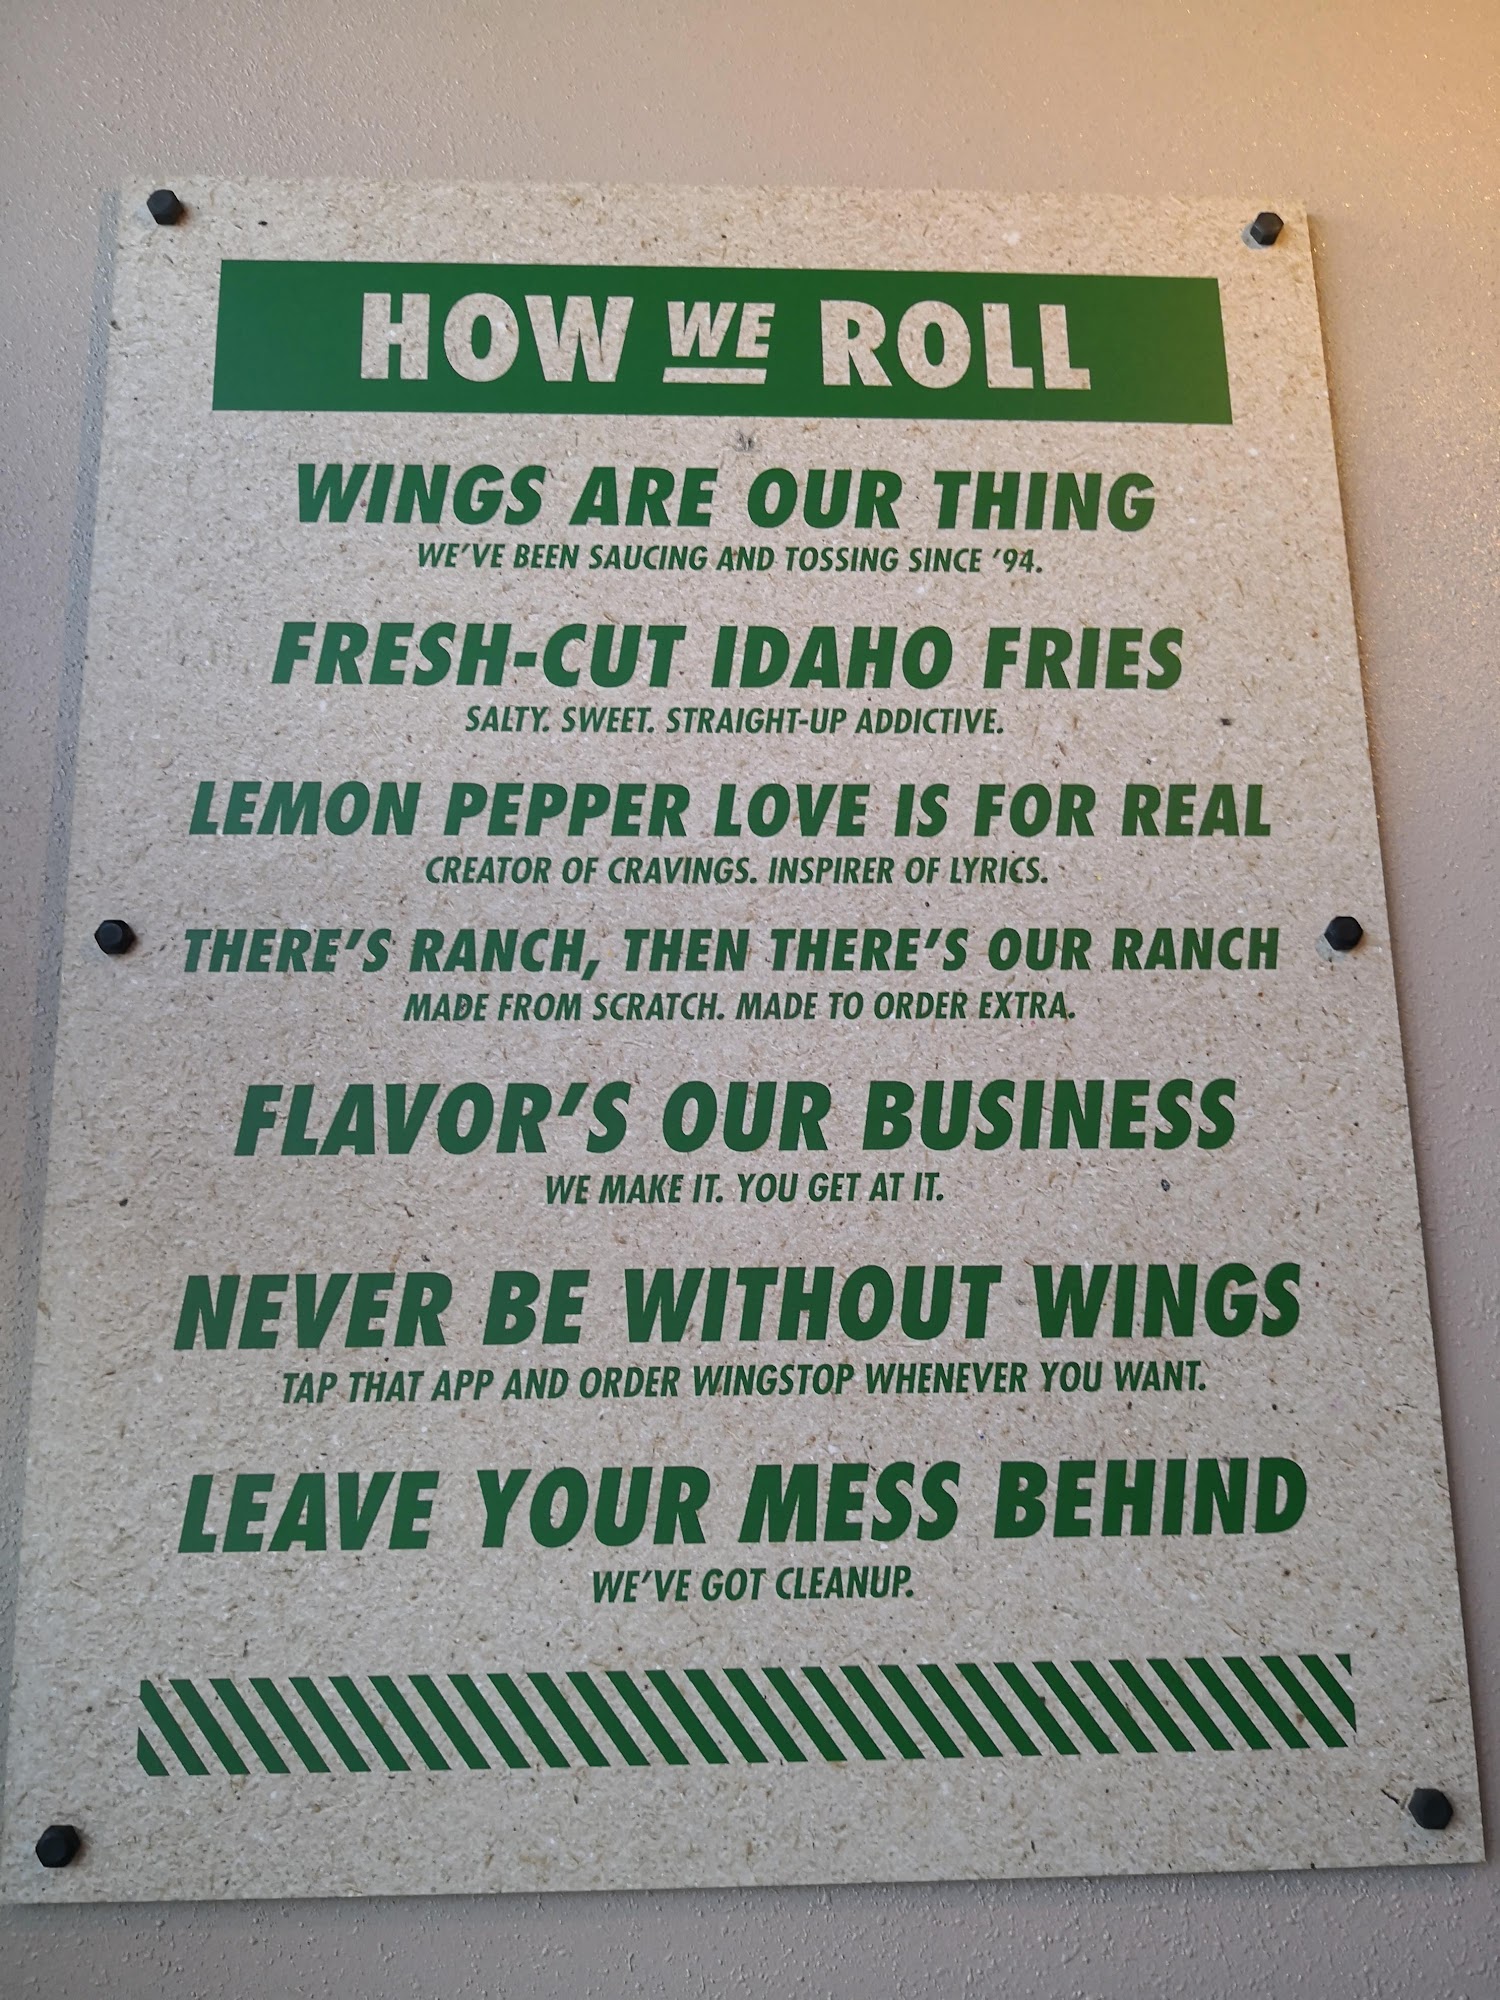 HOW WE ROLL
WINGS ARE OUR THING
WE'VE BEEN SAUCING AND TOSSING SINCE '94.
FRESH-CUT IDAHO FRIES
SALTY. SWEET. STRAIGHT-UP ADDICTIVE.
LEMON PEPPER LOVE IS FOR REAL
CREATOR OF CRAVINGS. INSPIRER OF LYRICS.
THERE'S RANCH, THEN THERE'S OUR RANCH
MADE FROM SCRATCH. MADE TO ORDER EXTRA.
FLAVOR'S OUR BUSINESS
WE MAKE IT. YOU GET AT IT.
NEVER BE WITHOUT WINGS
TAP THAT APP AND ORDER WINGSTOP WHENEVER YOU WANT.
LEAVE YOUR MESS BEHIND
WE'VE GOT CLEANUP.